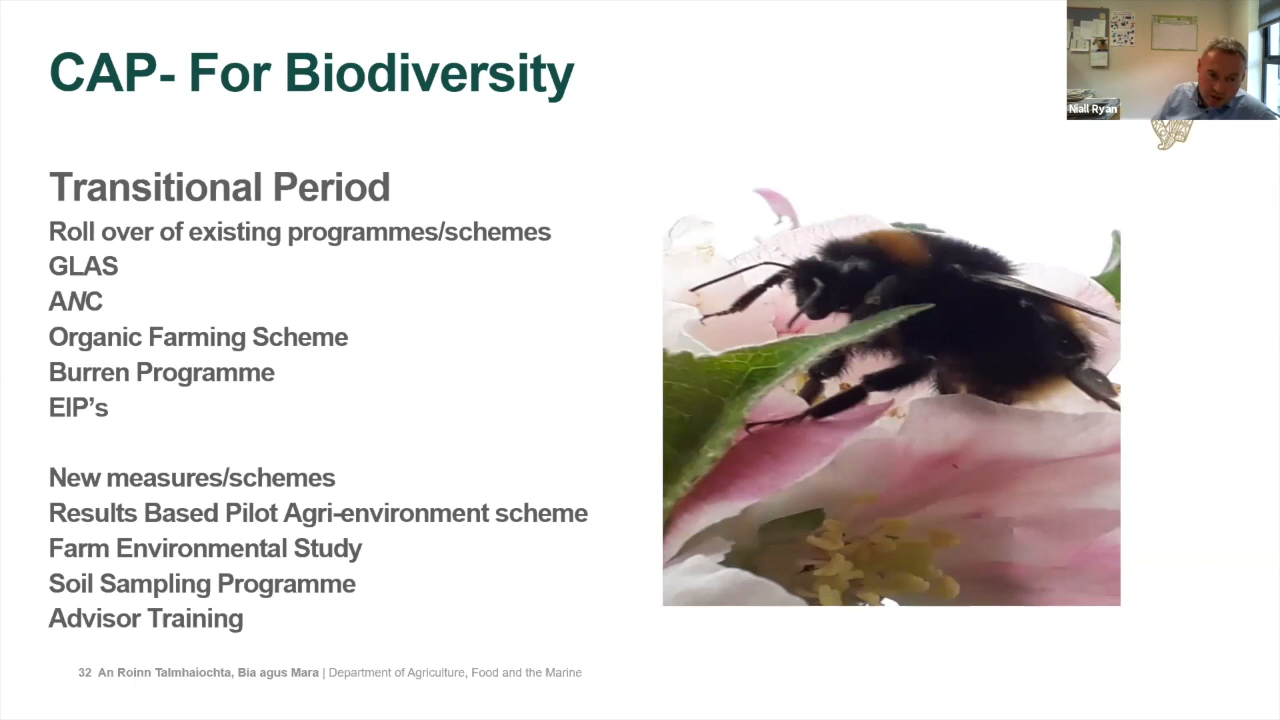 CAP- For Biodiversity
Niall Ryan
Transitional Period
Roll over of existing programmes/schemes
GLAS
ANC
Organic Farming Scheme
Burren Programme
EIP's
New measures/schemes
Results Based Pilot Agri-environment scheme
Farm Environmental Study
Soil Sampling Programme
Advisor Training
32 An Roinn Talmhaíochta, Bia agus Mara | Department of Agriculture, Food and the Marine